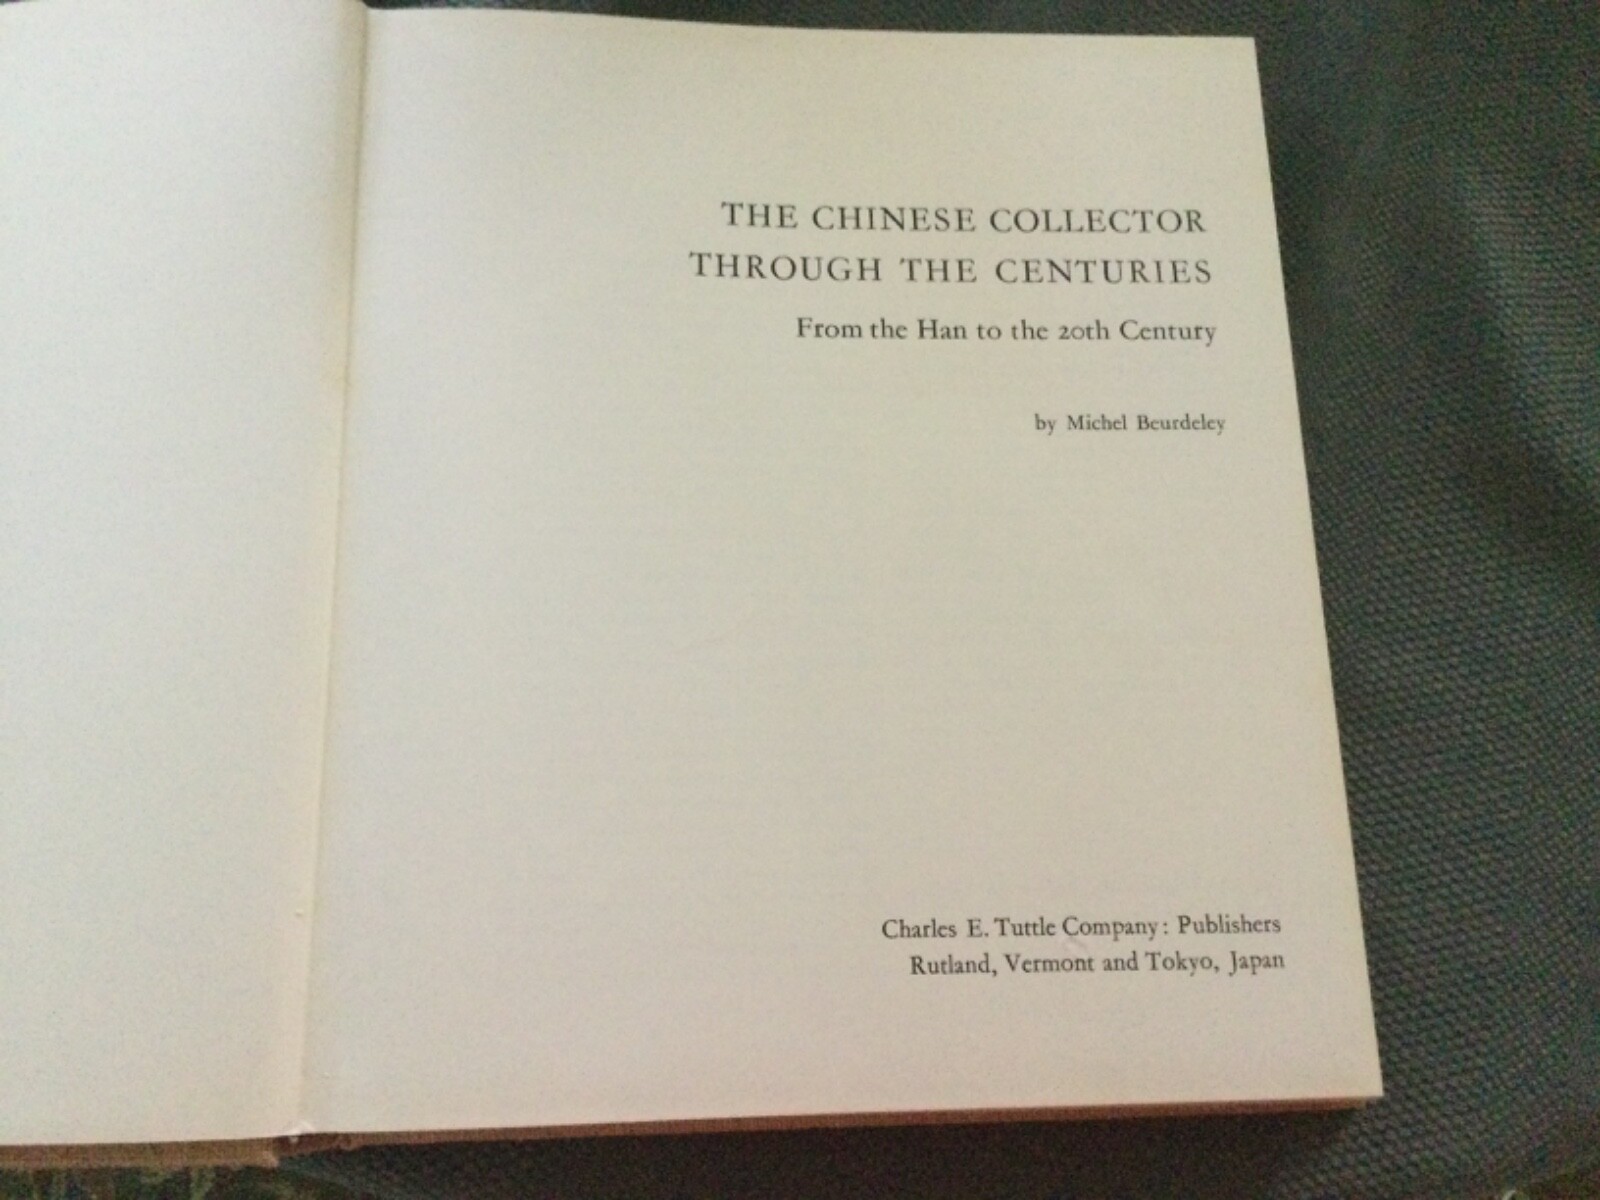 THE CHINESE COLLECTOR
THROUGH THE CENTURIES
From the Han to the 20th Century
by Michel Beurdeley
Charles E. Tuttle Company: Publishers
Rutland, Vermont and Tokyo, Japan